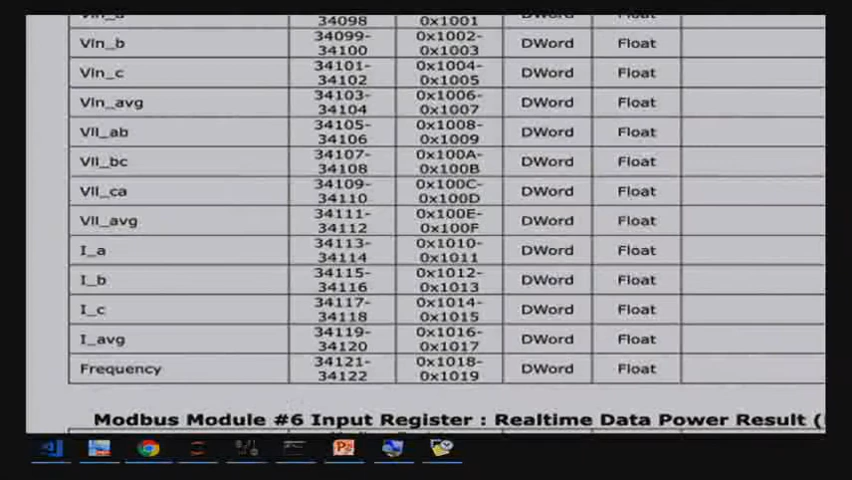 Vln_a 34098 0x1001
Vln_b 34099- 0x1002- DWord Float
34100 0x1003
Vln_c 34101- 0x1004- DWord Float
34102 0x1005
Vln_avg 34103- 0x1006- DWord Float
34104 0x1007
Vll_ab 34105- 0x1008- DWord Float
34106 0x1009
Vll_bc 34107- 0x100A- DWord Float
34108 0x100B
Vll_ca 34109- 0x100C- DWord Float
34110 0x100D
Vll_avg 34111- 0x100E- DWord Float
34112 0x100F
I_a 34113- 0x1010- DWord Float
34114 0x1011
I_b 34115- 0x1012- DWord Float
34116 0x1013
I_c 34117- 0x1014- DWord Float
34118 0x1015
I_avg 34119- 0x1016- DWord Float
34120 0x1017
Frequency 34121- 0x1018- DWord Float
34122 0x1019
Modbus Module #6 Input Register : Realtime Data Power Result (